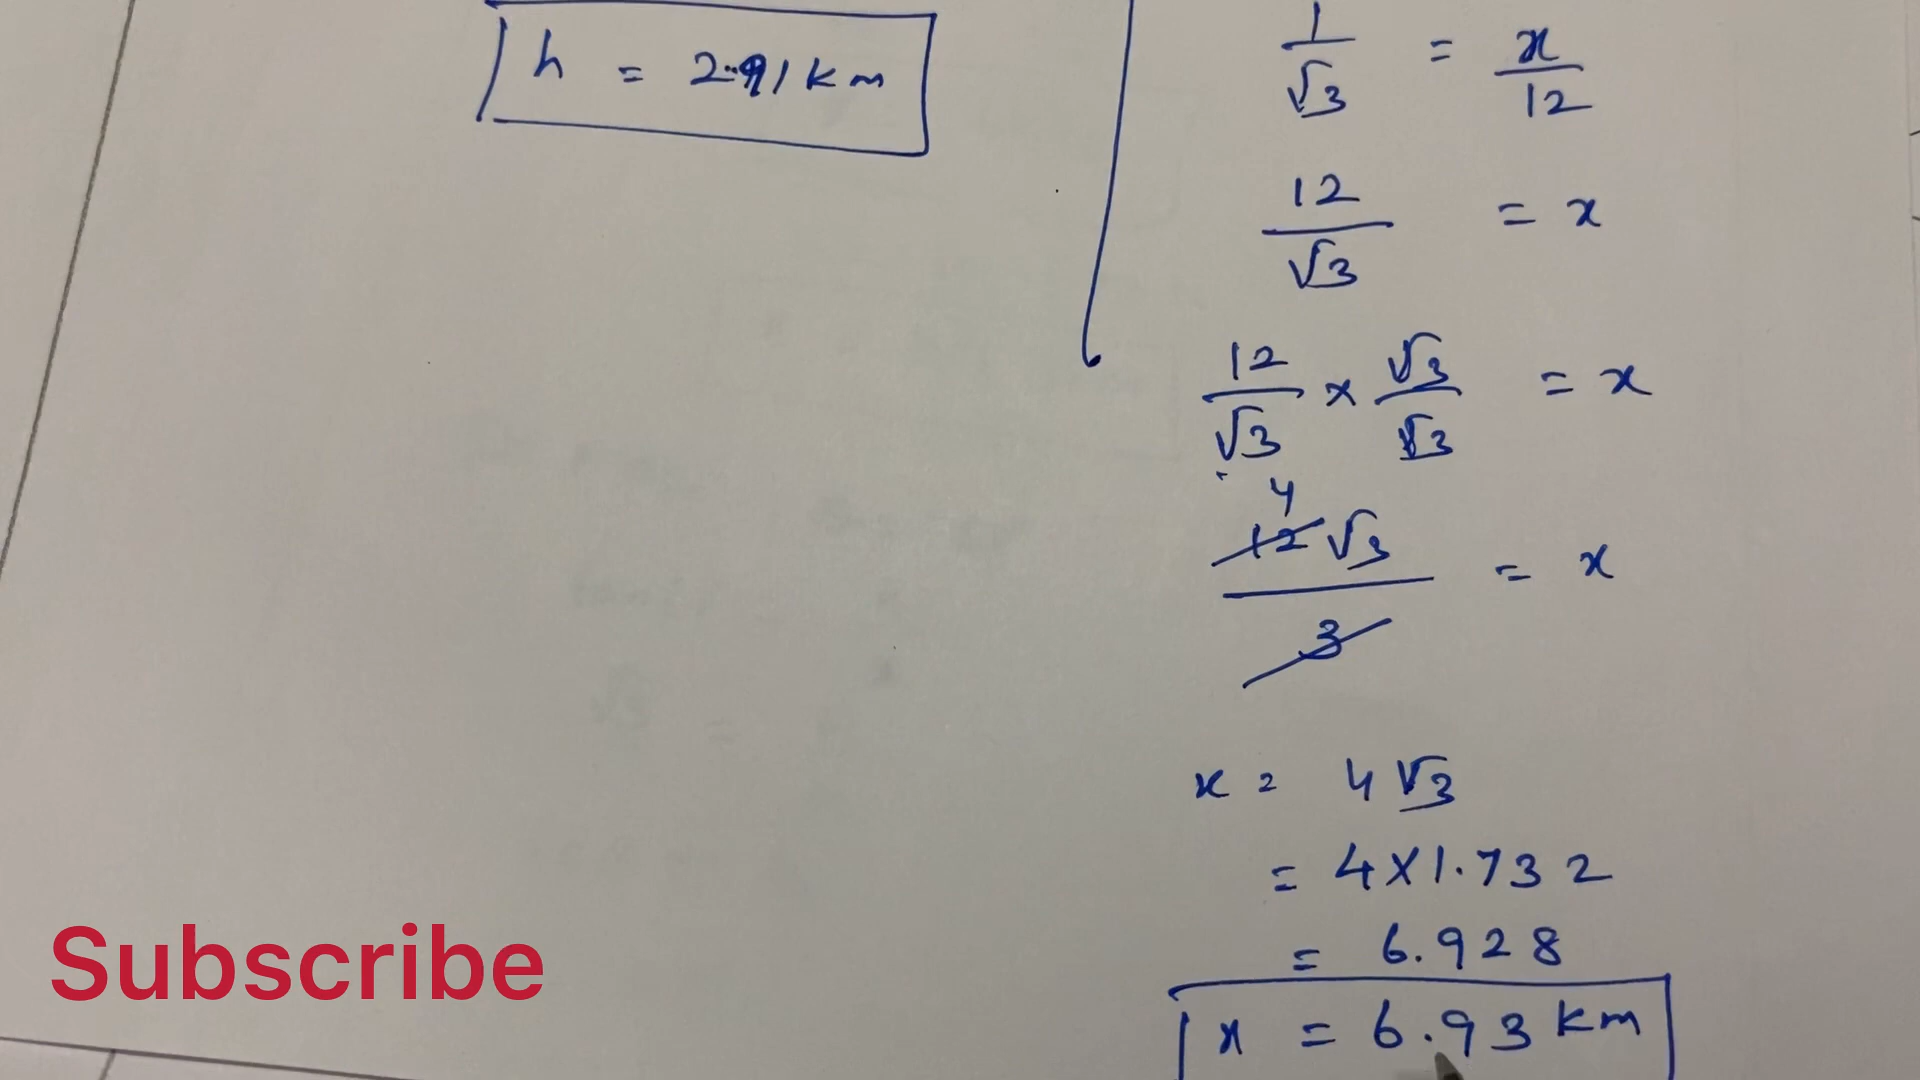 h = 2.91 km
1/√3 = x/12
12/√3 = x
12/√3 × √3/√3 = x
4
12√3/3 = x
x = 4√3
= 4×1.732
= 6.928
x = 6.93 km
Subscribe